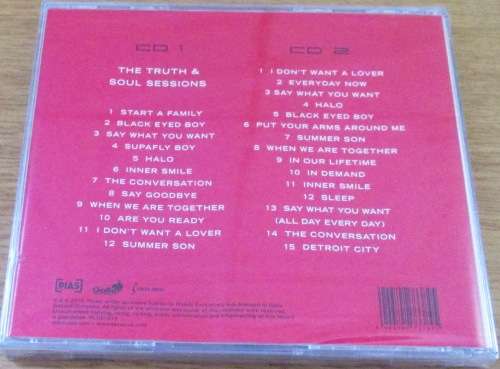 CD 1
THE TRUTH &
SOUL SESSIONS
1 START A FAMILY
2 BLACK EYED BOY
3 SAY WHAT YOU WANT
4 SUPAFLY BOY
5 HALO
6 INNER SMILE
7 THE CONVERSATION
8 SAY GOODBYE
9 WHEN WE ARE TOGETHER
10 ARE YOU READY
11 I DON'T WANT A LOVER
12 SUMMER SON
CD 2
1 I DON'T WANT A LOVER
2 EVERYDAY NOW
3 SAY WHAT YOU WANT
4 HALO
5 BLACK EYED BOY
6 PUT YOUR ARMS AROUND ME
7 SUMMER SON
8 WHEN WE ARE TOGETHER
9 IN OUR LIFETIME
10 IN DEMAND
11 INNER SMILE
12 SLEEP
13 SAY WHAT YOU WANT
(ALL DAY EVERY DAY)
14 THE CONVERSATION
15 DETROIT CITY
[PIAS]